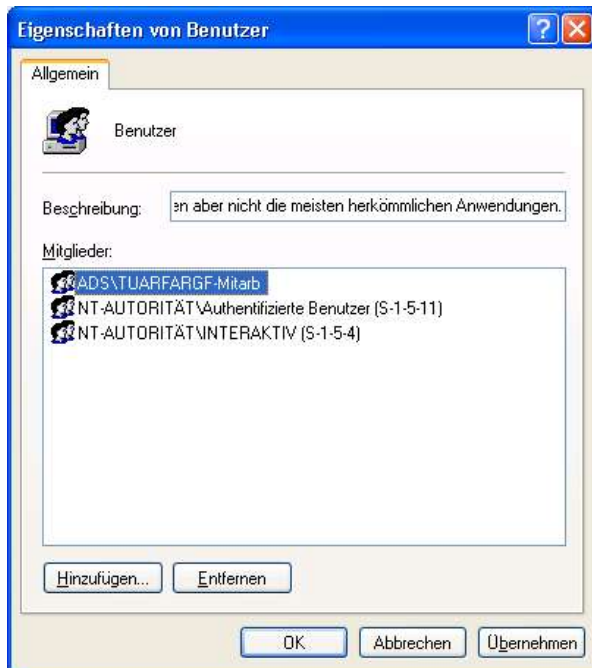 Eigenschaften von Benutzer
Allgemein
Benutzer
Beschreibung: en aber nicht die meisten herkömmlichen Anwendungen.
Mitglieder:
ADS\TUARFARGF-Mitarb
NT-AUTORITÄT\Authentifizierte Benutzer (S-1-5-11)
NT-AUTORITÄT\INTERAKTIV (S-1-5-4)
Hinzufügen... Entfernen
OK Abbrechen Übernehmen